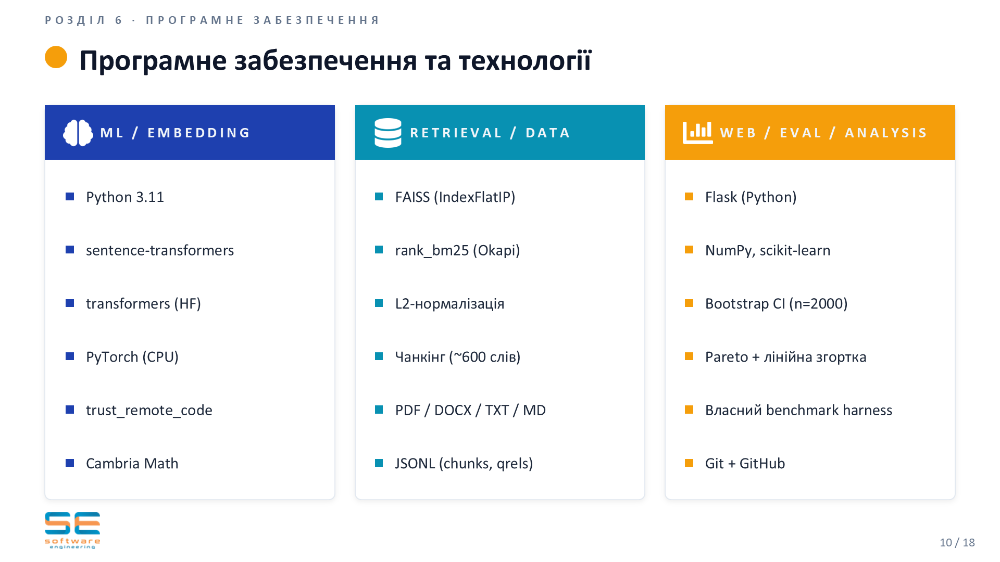 РОЗДІЛ 6 · ПРОГРАМНЕ ЗАБЕЗПЕЧЕННЯ
Програмне забезпечення та технології
ML / EMBEDDING
Python 3.11
sentence-transformers
transformers (HF)
PyTorch (CPU)
trust_remote_code
Cambria Math
RETRIEVAL / DATA
FAISS (IndexFlatIP)
rank_bm25 (Okapi)
L2-нормалізація
Чанкінг (~600 слів)
PDF / DOCX / TXT / MD
JSONL (chunks, qrels)
WEB / EVAL / ANALYSIS
Flask (Python)
NumPy, scikit-learn
Bootstrap CI (n=2000)
Pareto + лінійна згортка
Власний benchmark harness
Git + GitHub
SE
software
engineering
10 / 18